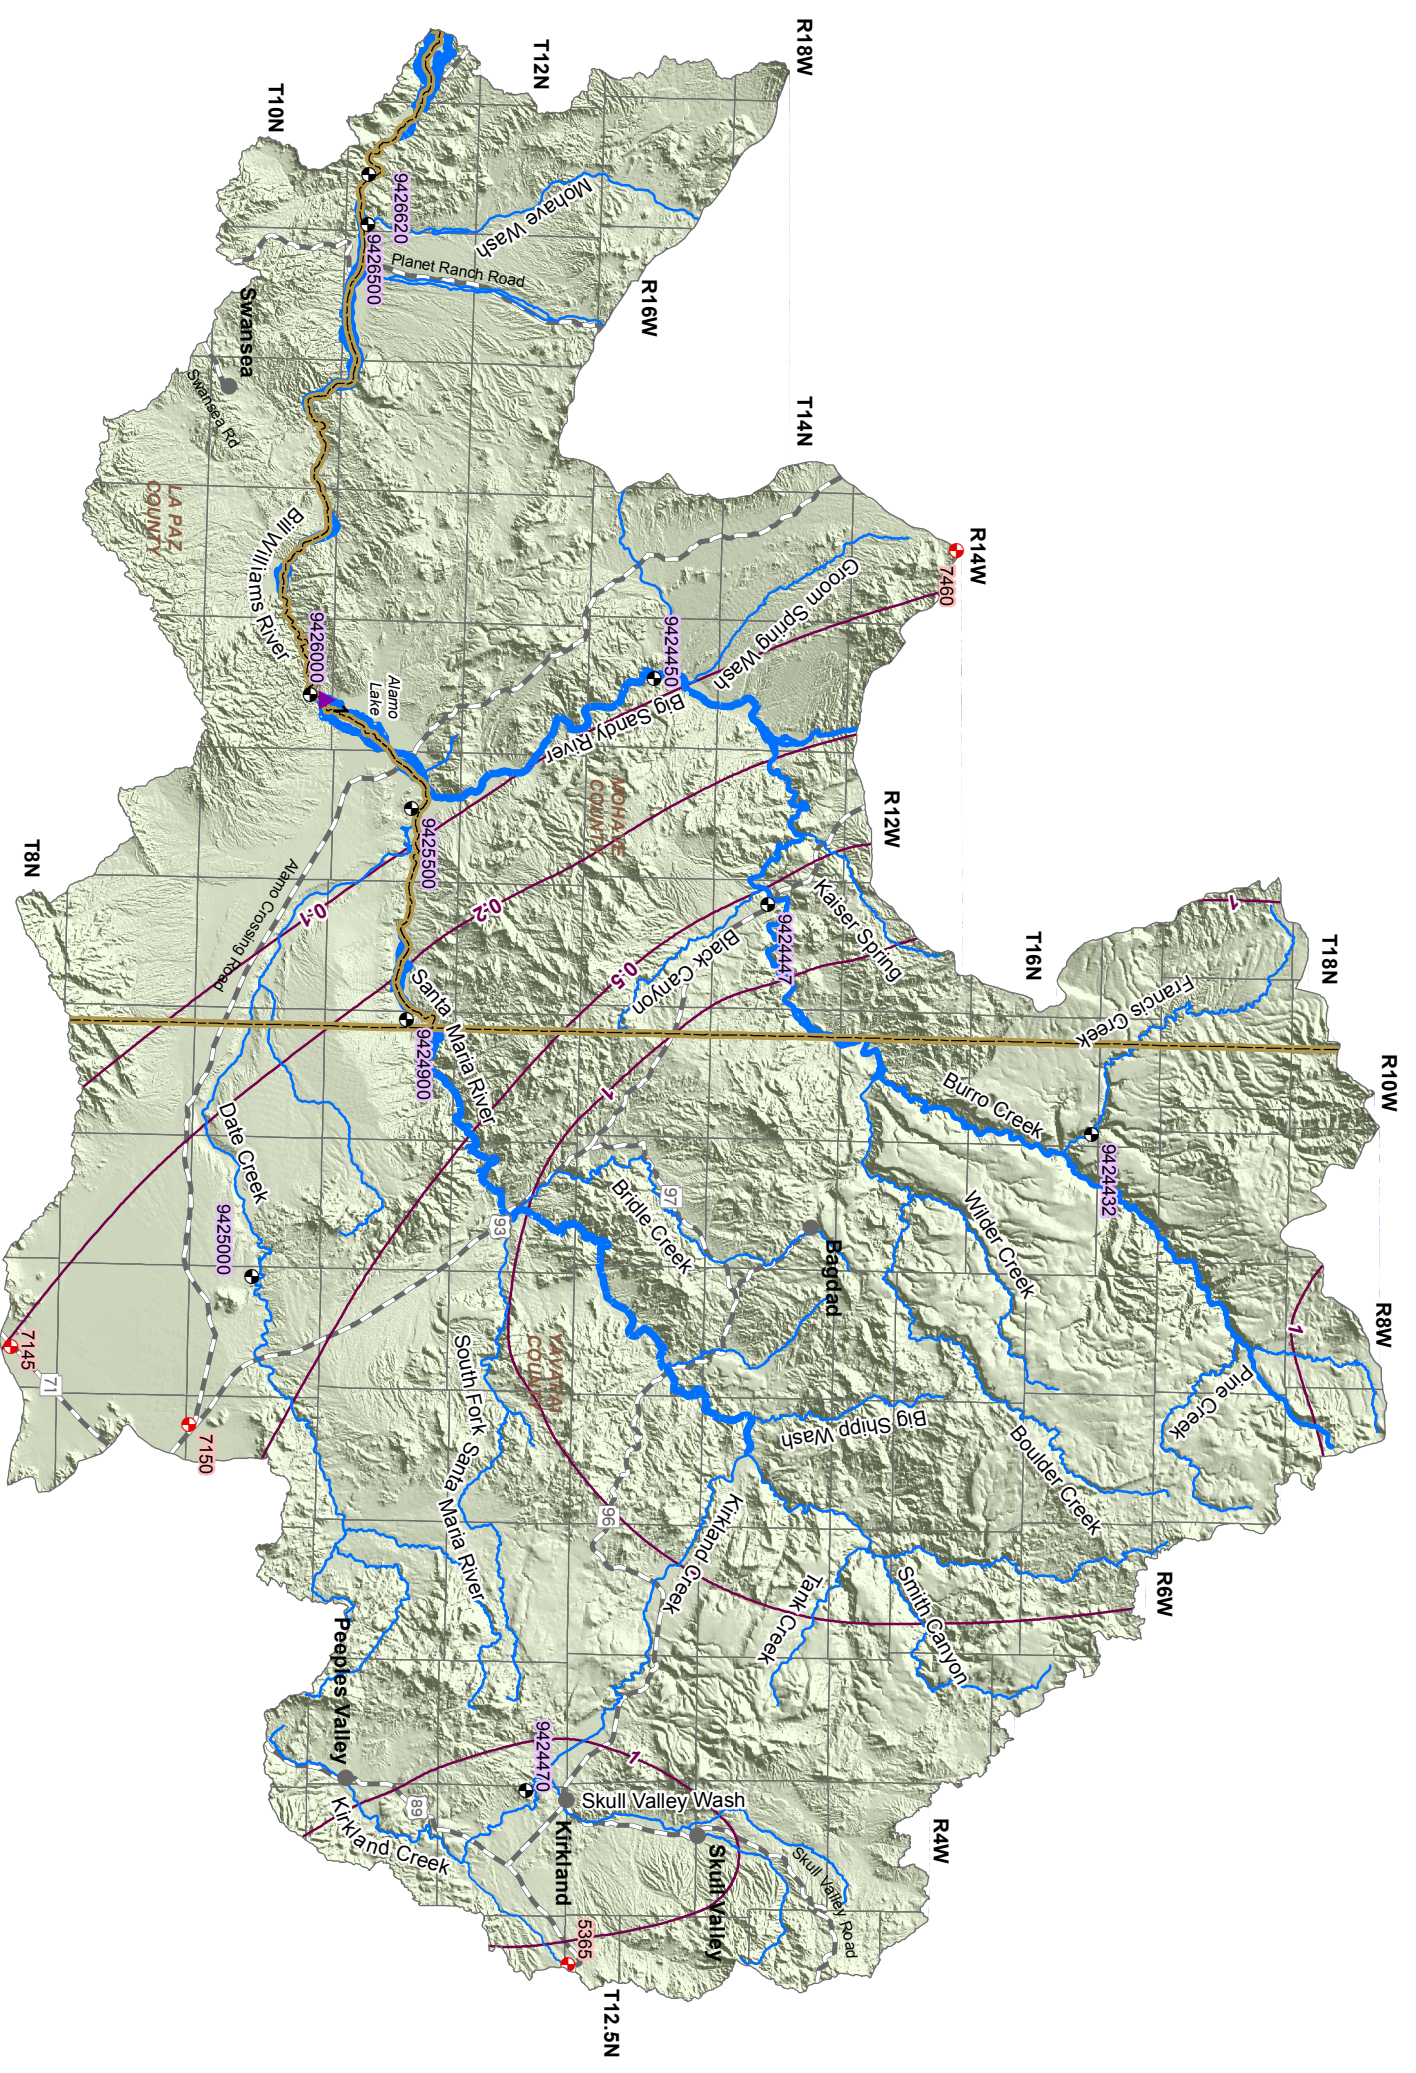 R18W
T12N
T10N
9426620
9426500
Mohave Wash
Planet Ranch Road
R16W
Swansea
Swansea Rd
LA PAZ
COUNTY
Bill Williams River
T14N
R14W
7460
Groom Spring Wash
9424450
Big Sandy River
9426000
Alamo
Lake
MOHAVE
COUNTY
R12W
9425500
T8N
Alamo Crossing Road
0.1
0.2
0.5
1
Kaiser Spring
9424447
Black Canyon
Santa Maria River
9424900
T16N
T18N
1
Francis Creek
R10W
Burro Creek
9424432
Wilder Creek
Date Creek
9425000
93
97
Bridle Creek
Bagdad
R8W
1
Pine Creek
7145
71
7150
YAVAPAI
COUNTY
South Fork Santa Maria River
Big Shipp Wash
Boulder Creek
96
Kirkland Creek
Tank Creek
Smith Canyon
R6W
Peeples Valley
9424470
1
Skull Valley Wash
89
Kirkland Creek
Kirkland
Skull Valley
Skull Valley Road
R4W
5365
T12.5N